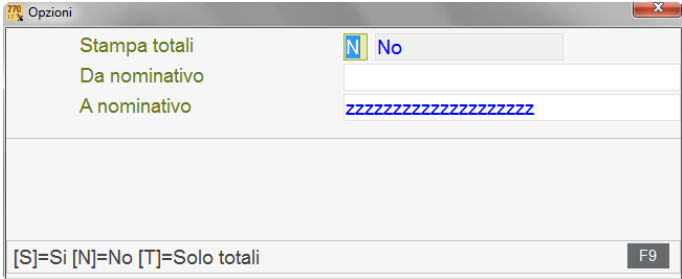 770 Opzioni
Stampa totali N No
Da nominativo
A nominativo zzzzzzzzzzzzzzzzzzzz
[S]=Si [N]=No [T]=Solo totali F9